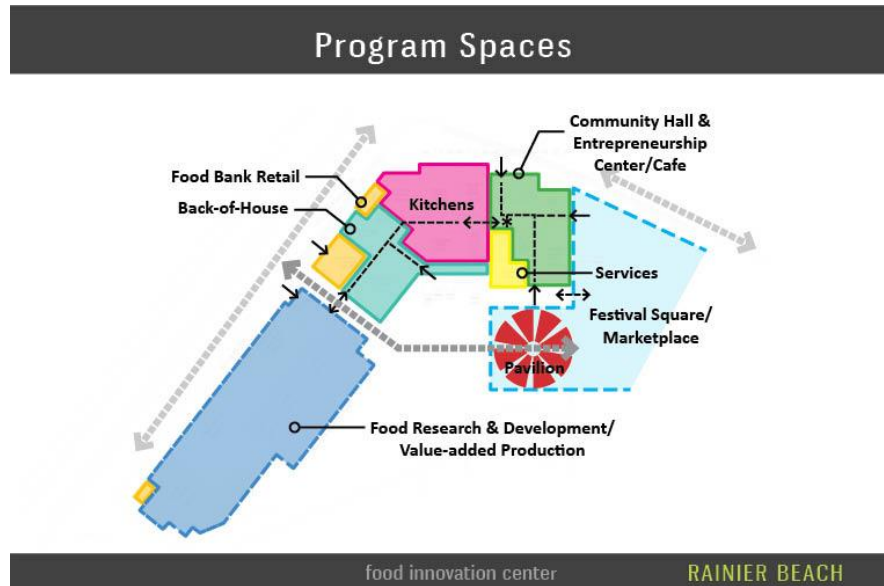 Program Spaces
Community Hall &
Entrepreneurship
Center/Cafe
Food Bank Retail
Back-of-House
Kitchens
Services
Festival Square/
Marketplace
Pavilion
Food Research & Development/
Value-added Production
food innovation center
RAINIER BEACH